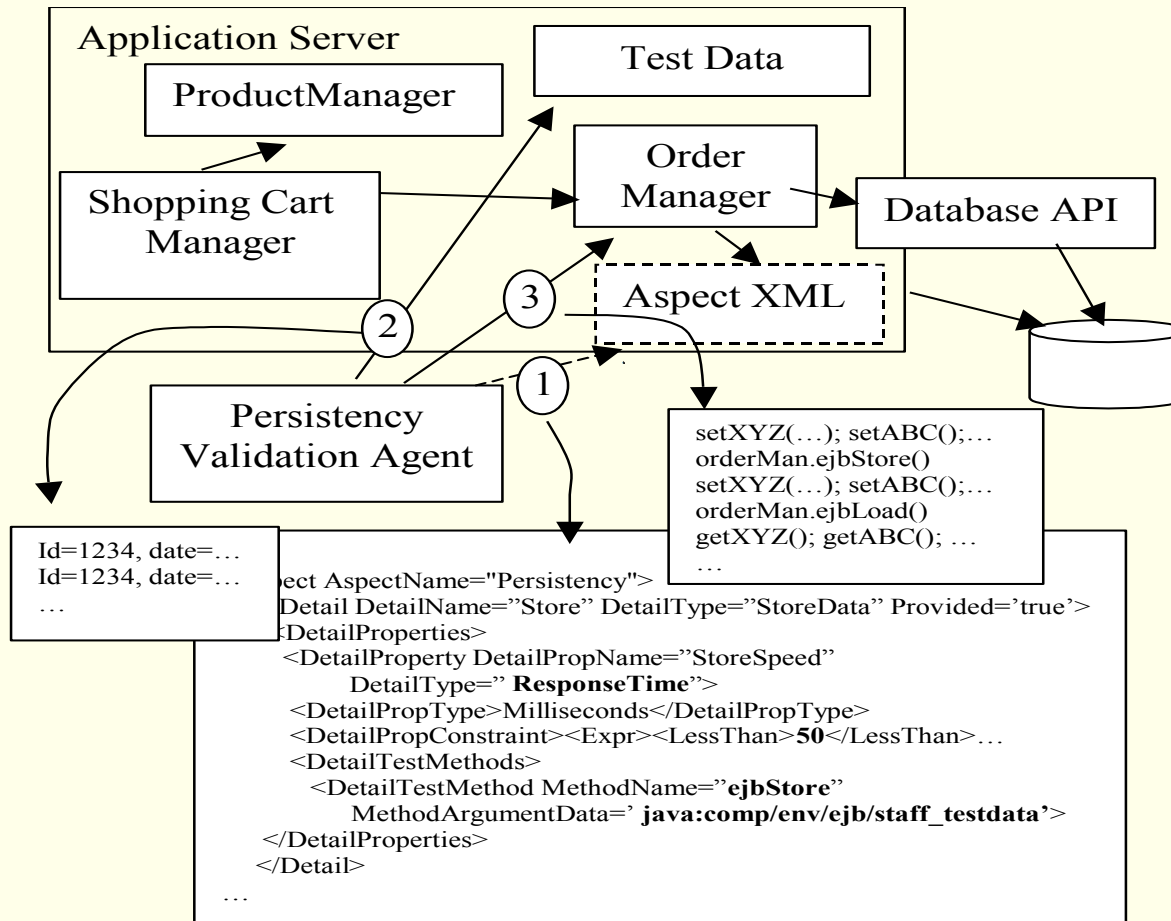 Application Server
Test Data
ProductManager
Order
Manager
Shopping Cart
Manager
Database API
Aspect XML
3
2
1
Persistency
Validation Agent
setXYZ(…); setABC();…
orderMan.ejbStore()
setXYZ(…); setABC();…
orderMan.ejbLoad()
getXYZ(); getABC(); …
…
Id=1234, date=…
Id=1234, date=…
…
pect AspectName="Persistency">
Detail DetailName=”Store” DetailType=”StoreData” Provided=’true’>
<DetailProperties>
<DetailProperty DetailPropName=”StoreSpeed”
DetailType=” ResponseTime”>
<DetailPropType>Milliseconds</DetailPropType>
<DetailPropConstraint><Expr><LessThan>50</LessThan>…
<DetailTestMethods>
<DetailTestMethod MethodName=”ejbStore”
MethodArgumentData=’ java:comp/env/ejb/staff_testdata’>
</DetailProperties>
</Detail>
…